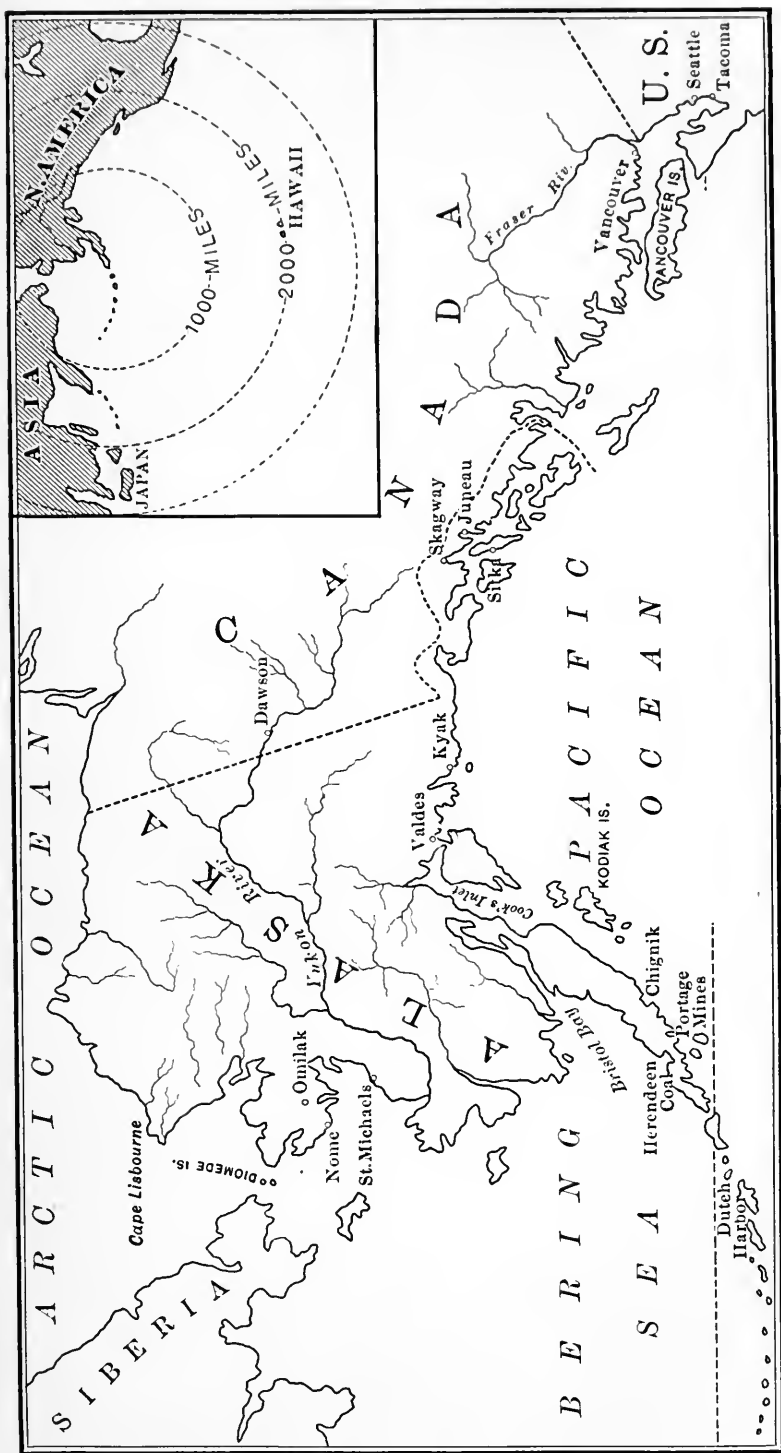 ARCTIC OCEAN
SIBERIA
Cape Lisbourne
DIOMEDE IS.
Omilak
Nome
St. Michaels
ALASKA
Yukon River
Dawson
CANADA
BERING SEA
Bristol Bay
Herendeen
Coal
Portage
Mines
Chignik
Dutch
Harbor
Cook's Inlet
KODIAK IS.
Valdes
Kyak
PACIFIC
OCEAN
Skagway
Juneau
Sitka
Fraser Riv.
Vancouver
VANCOUVER IS.
U. S.
Seattle
Tacoma
ASIA
JAPAN
N. AMERICA
1000-MILES
2000-MILES
HAWAII